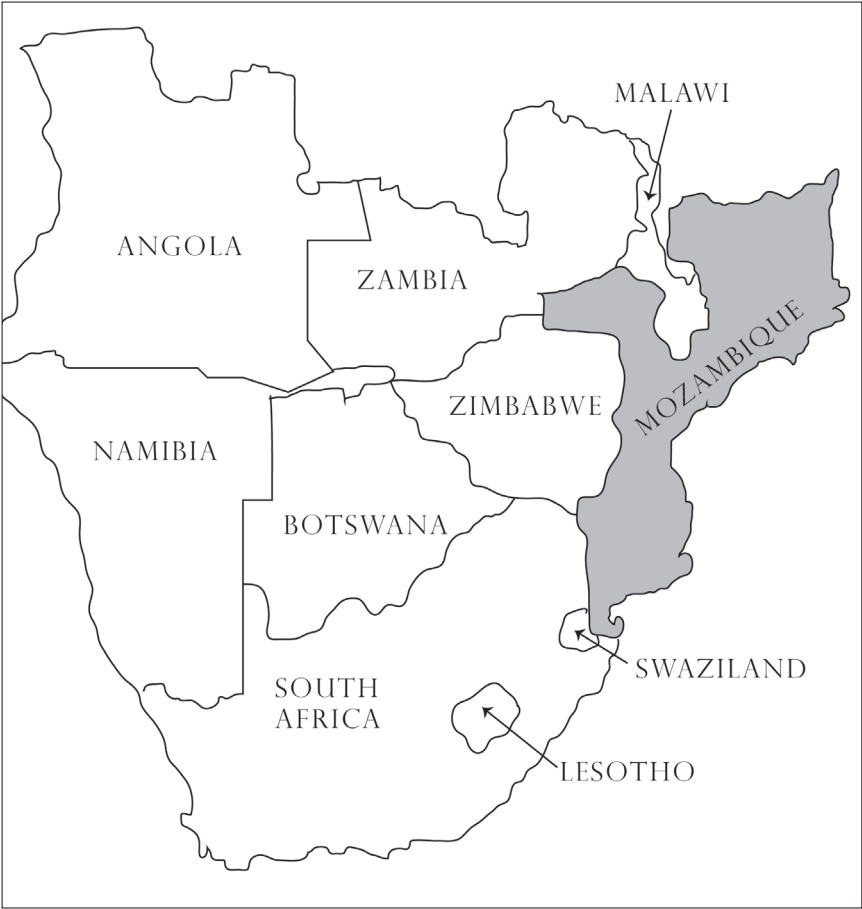 MALAWI
ANGOLA
ZAMBIA
MOZAMBIQUE
ZIMBABWE
NAMIBIA
BOTSWANA
SWAZILAND
SOUTH
AFRICA
LESOTHO